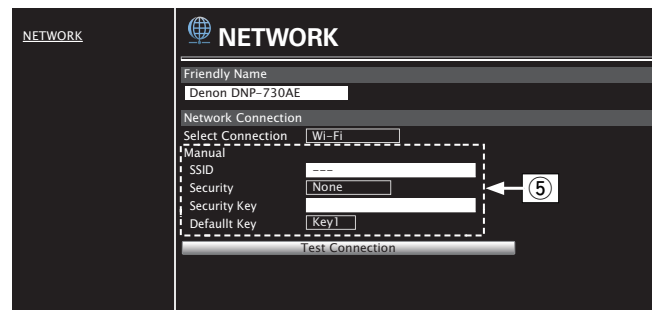 NETWORK
NETWORK
Friendly Name
Denon DNP-730AE
Network Connection
Select Connection Wi-Fi
Manual
SSID ---
Security None
Security Key
Defaullt Key Key1
Test Connection
⑤